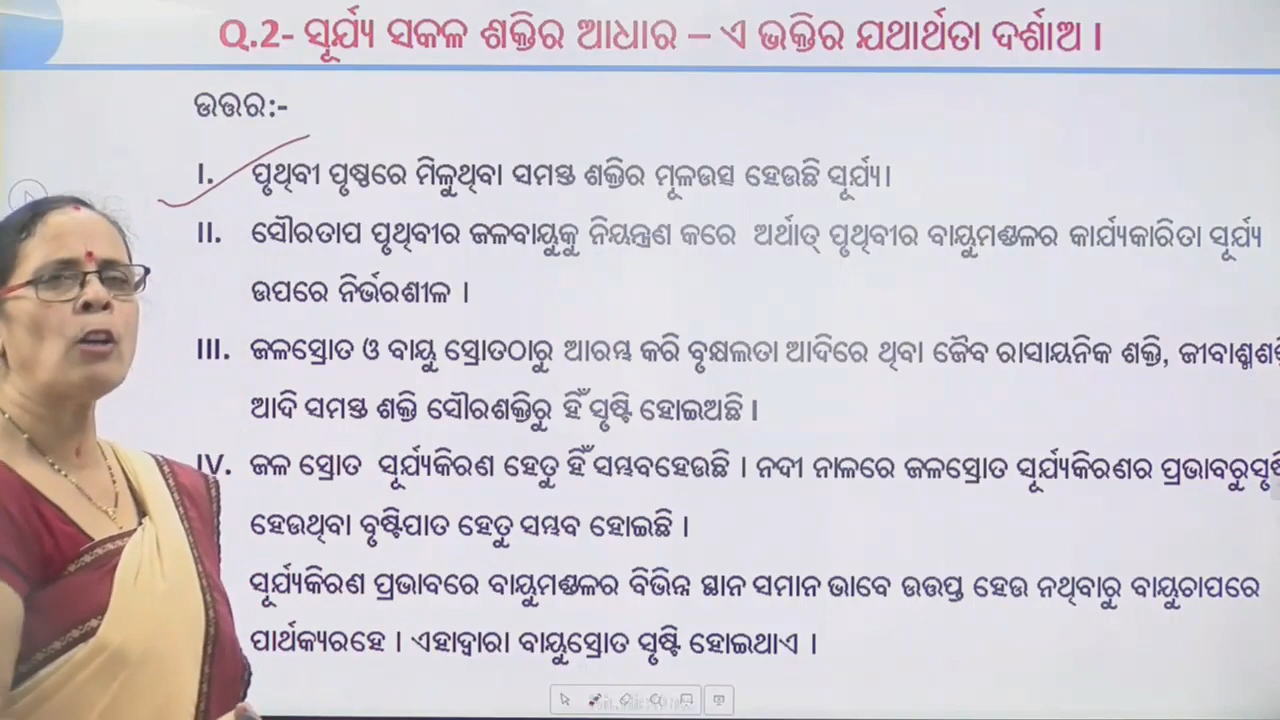 Q.2- ସୂର୍ଯ୍ୟ ସକଳ ଶକ୍ତିର ଆଧାର – ଏ ଭକ୍ତିର ଯଥାର୍ଥତା ଦର୍ଶାଅ ।
ଉତ୍ତର:-
I. ପୃଥିବୀ ପୃଷ୍ଠରେ ମିଳୁଥିବା ସମସ୍ତ ଶକ୍ତିର ମୂଳଉତ୍ସ ହେଉଛି ସୂର୍ଯ୍ୟ।
II. ସୌରତାପ ପୃଥିବୀର ଜଳବାୟୁକୁ ନିୟନ୍ତ୍ରଣ କରେ ଅର୍ଥାତ୍ ପୃଥିବୀର ବାୟୁମଣ୍ଡଳର କାର୍ଯ୍ୟକାରିତା ସୂର୍ଯ୍ୟ
ଉପରେ ନିର୍ଭରଶୀଳ ।
III. ଜଳସ୍ରୋତ ଓ ବାୟୁ ସ୍ରୋତଠାରୁ ଆରମ୍ଭ କରି ବୃକ୍ଷଲତା ଆଦିରେ ଥିବା ଜୈବ ରାସାୟନିକ ଶକ୍ତି,
ଆଦି ସମସ୍ତ ଶକ୍ତି ସୌରଶକ୍ତିରୁ ହିଁ ସୃଷ୍ଟି ହୋଇଅଛି ।
IV. ଜଳ ସ୍ରୋତ ସୂର୍ଯ୍ୟକିରଣ ହେତୁ ହିଁ ସମ୍ଭବହେଉଛି । ନଦୀ ନାଳରେ ଜଳସ୍ରୋତ ସୂର୍ଯ୍ୟକିରଣର
ହେଉଥିବା ବୃଷ୍ଟିପାତ ହେତୁ ସମ୍ଭବ ହୋଇଛି ।
ସୂର୍ଯ୍ୟକିରଣ ପ୍ରଭାବରେ ବାୟୁମଣ୍ଡଳର ବିଭିନ୍ନ ସ୍ଥାନ ସମାନ ଭାବେ ଉତ୍ତପ୍ତ ହେଉ ନଥିବାରୁ ବାୟୁଚାପରେ
ପାର୍ଥକ୍ୟରହେ । ଏହାଦ୍ୱାରା ବାୟୁସ୍ରୋତ ସୃଷ୍ଟି ହୋଇଥାଏ ।